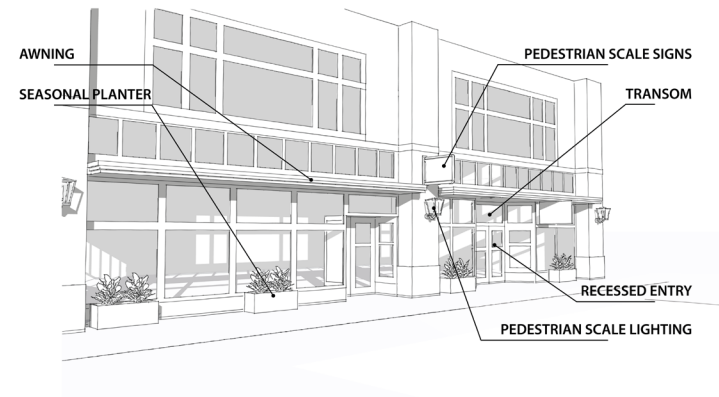 AWNING
PEDESTRIAN SCALE SIGNS
SEASONAL PLANTER
TRANSOM
RECESSED ENTRY
PEDESTRIAN SCALE LIGHTING